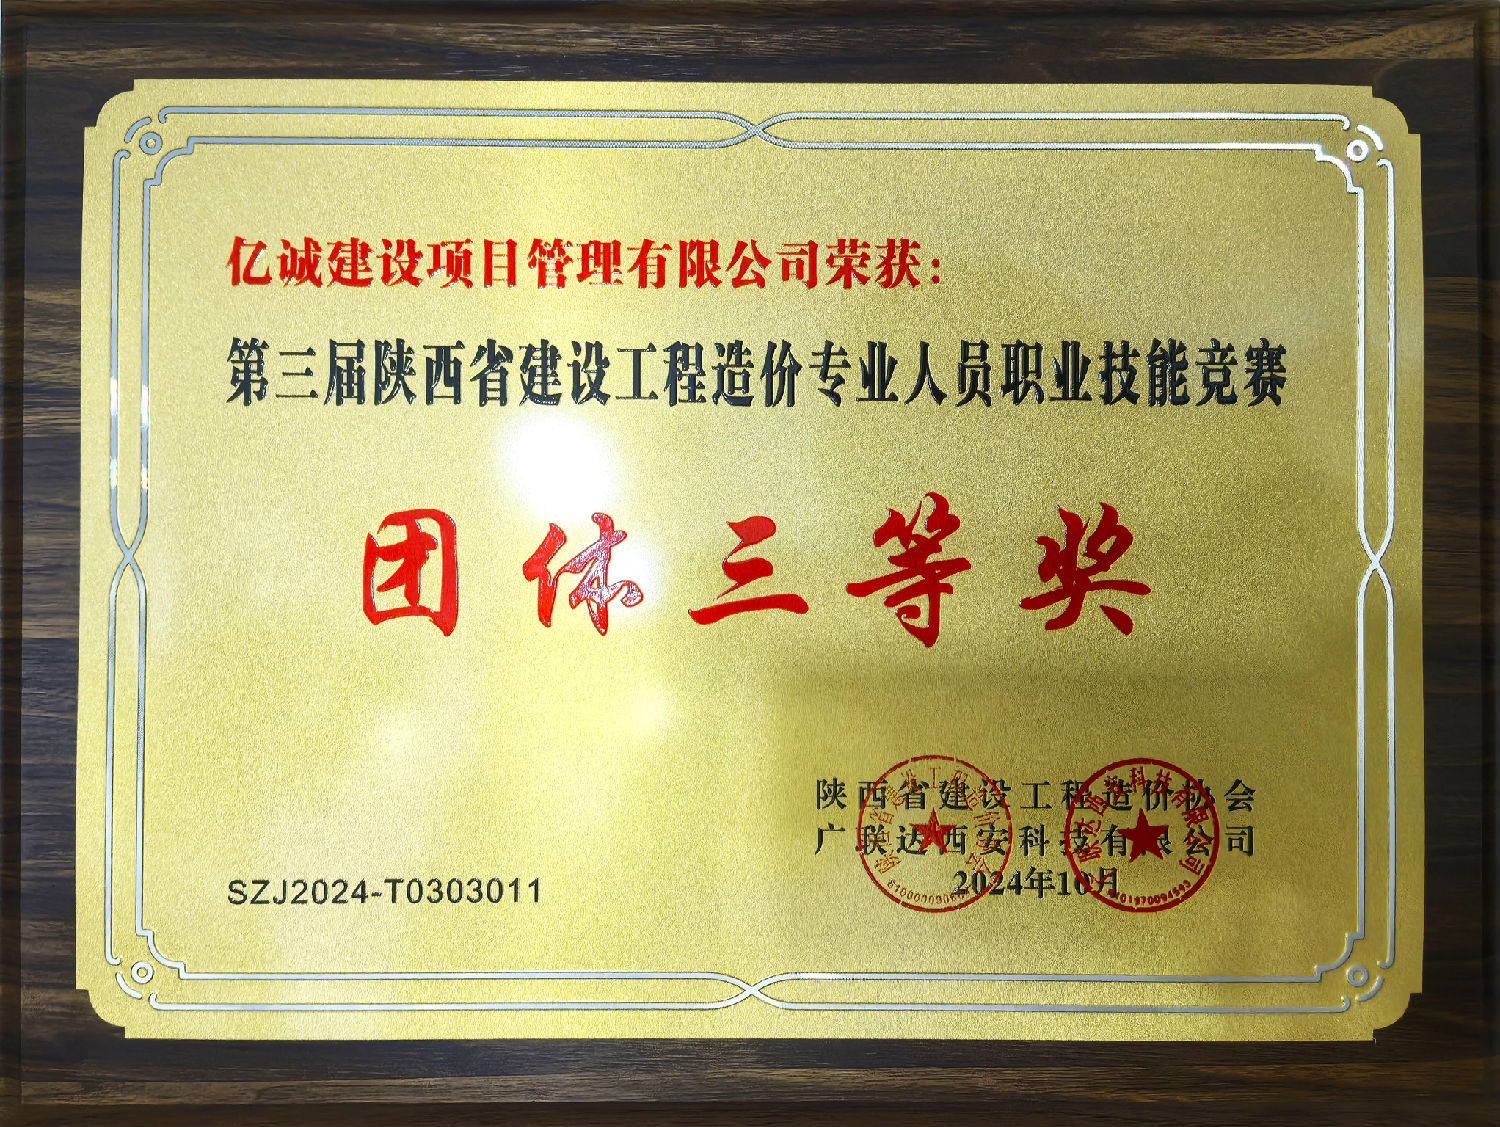 亿诚建设项目管理有限公司荣获：
第三届陕西省建设工程造价专业人员职业技能竞赛
团体三等奖
陕西省建设工程造价协会
广联达西安科技有限公司
2024年10月
SZJ2024-T0303011